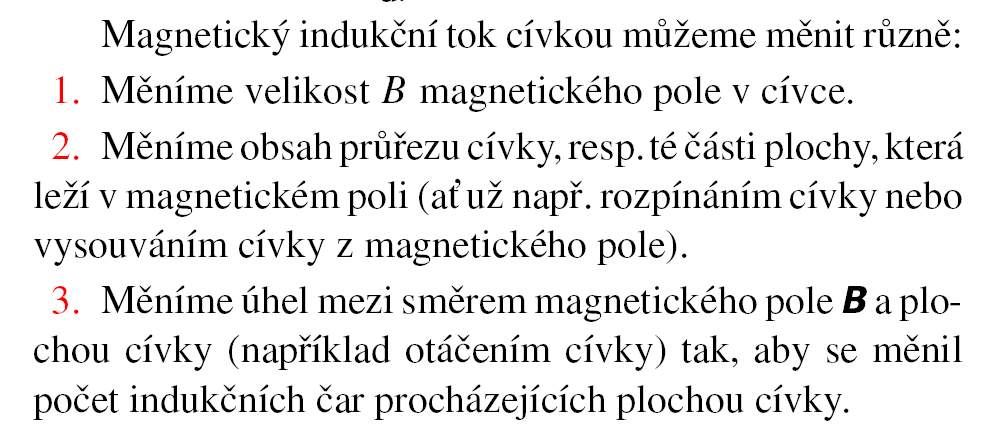 Magnetický indukční tok cívkou můžeme měnit různě:
1. Měníme velikost B magnetického pole v cívce.
2. Měníme obsah průřezu cívky, resp. té části plochy, která
leží v magnetickém poli (ať už např. rozpínáním cívky nebo
vysouváním cívky z magnetického pole).
3. Měníme úhel mezi směrem magnetického pole B a plo-
chou cívky (například otáčením cívky) tak, aby se měnil
počet indukčních čar procházejících plochou cívky.